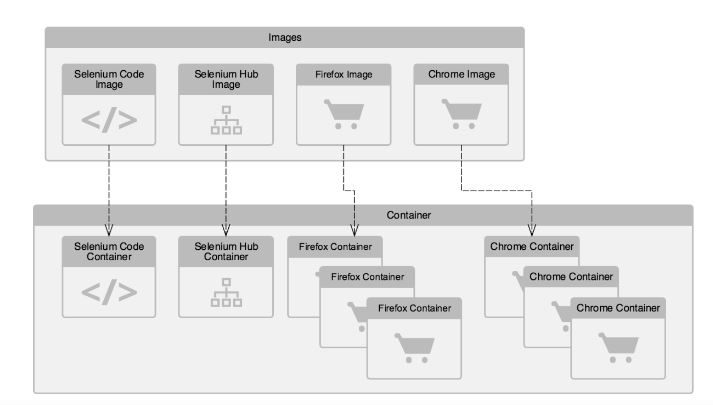 Images
Selenium Code
Image
Selenium Hub
Image
Firefox Image
Chrome Image
</>
Container
Selenium Code
Container
Selenium Hub
Container
Firefox Container
Chrome Container
Firefox Container
Chrome Container
Firefox Container
Chrome Container
</>